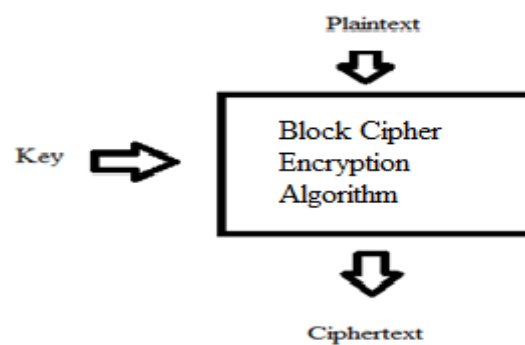 Plaintext
Block Cipher
Encryption
Algorithm
Key
Ciphertext